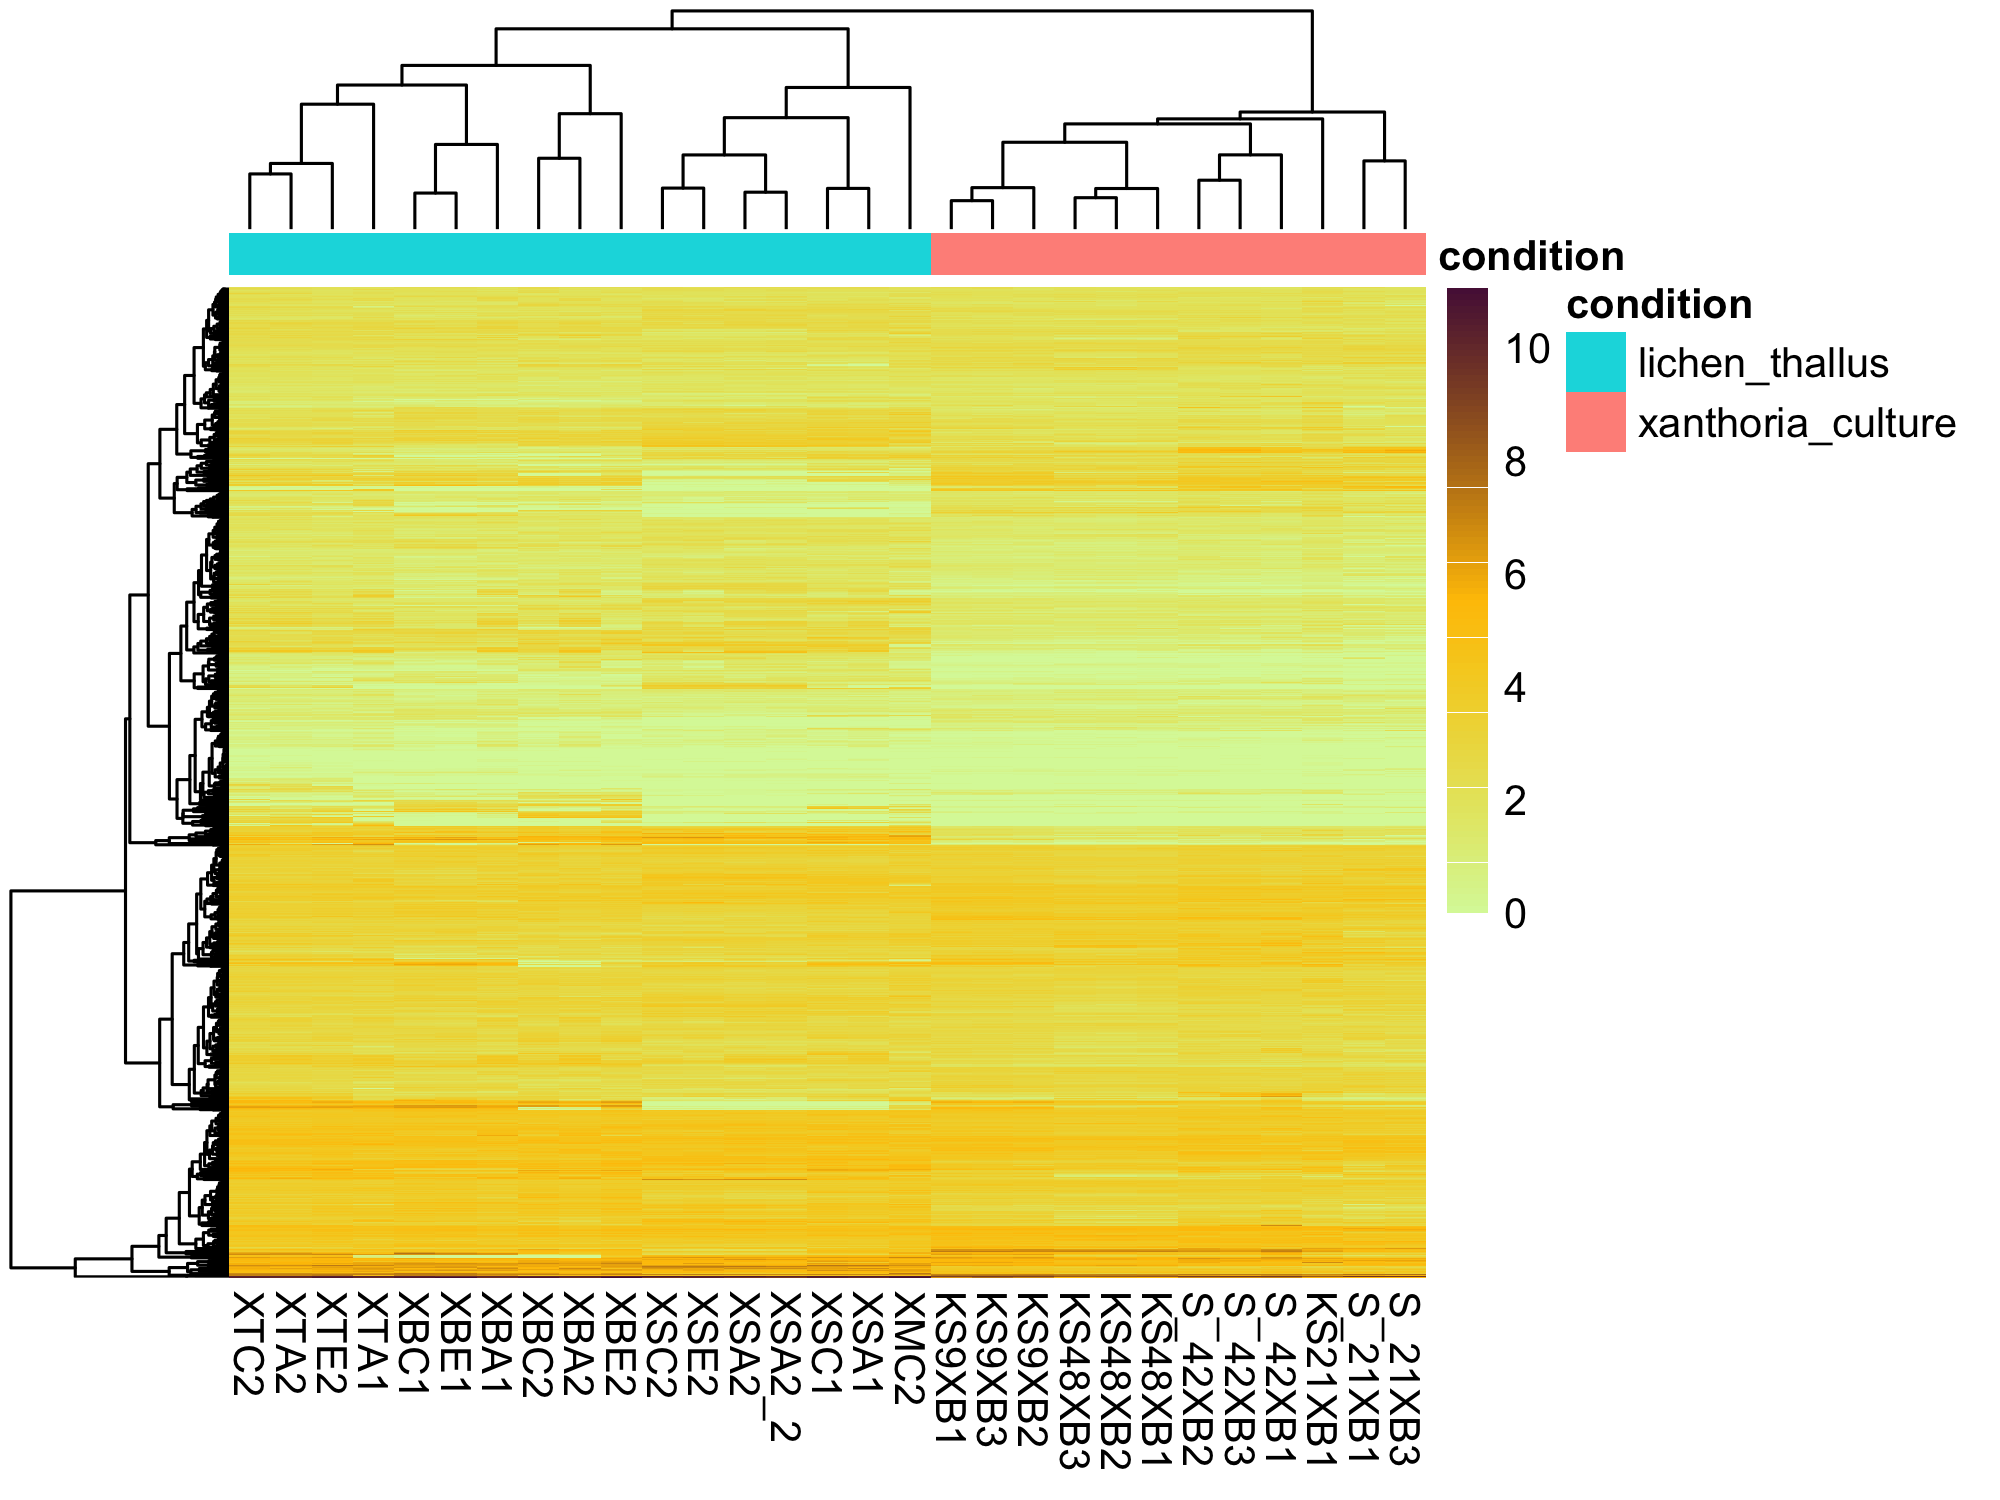 condition
condition
lichen_thallus
xanthoria_culture
10
8
6
4
2
0
XTC2
XTA2
XTE2
XTA1
XBC1
XBE1
XBA1
XBC2
XBA2
XBE2
XSC2
XSE2
XSA2
XSA2_2
XSC1
XSA1
XMC2
KS9XB1
KS9XB3
KS9XB2
KS48XB3
KS48XB2
KS48XB1
S_42XB2
S_42XB3
S_42XB1
KS21XB1
S_21XB1
S_21XB3